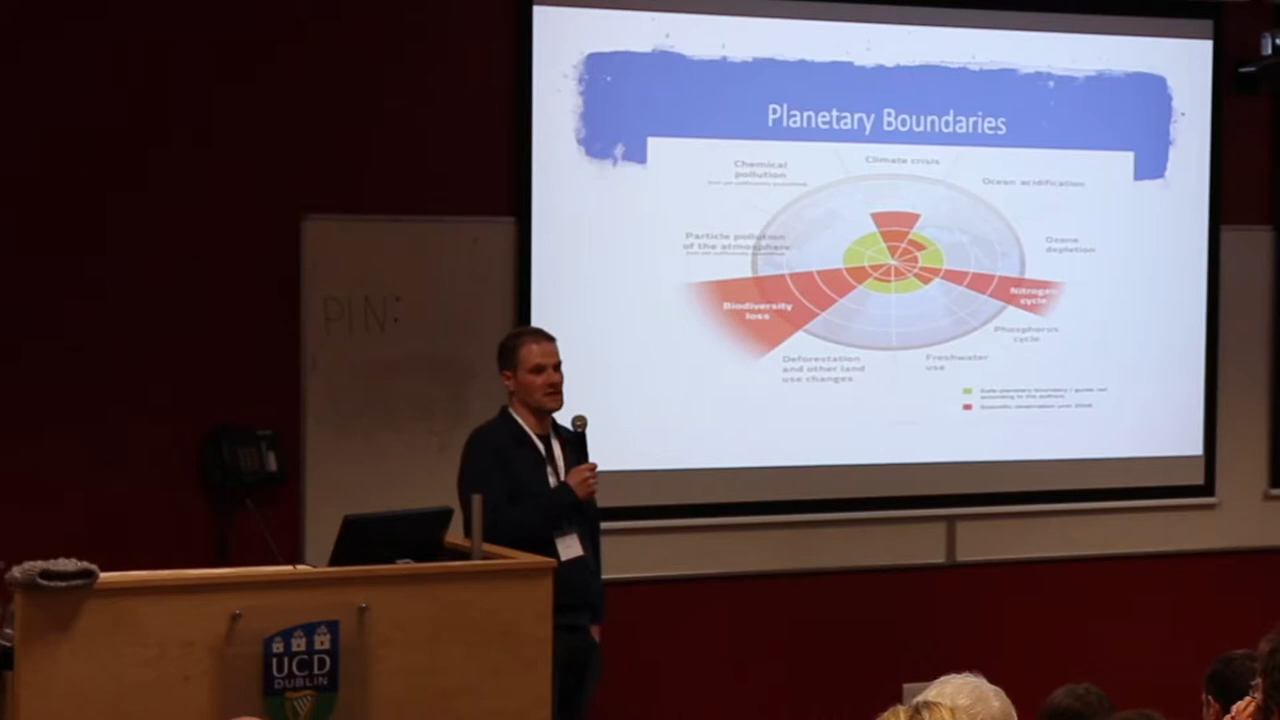 Planetary Boundaries
Climate crisis
Chemical
pollution
Ocean acidification
Particle pollution
of the atmosphere
Ozone
depletion
Biodiversity
loss
Nitrogen
cycle
Phosphorus
cycle
Deforestation
and other land
use changes
Freshwater
use
PIN:
UCD
DUBLIN